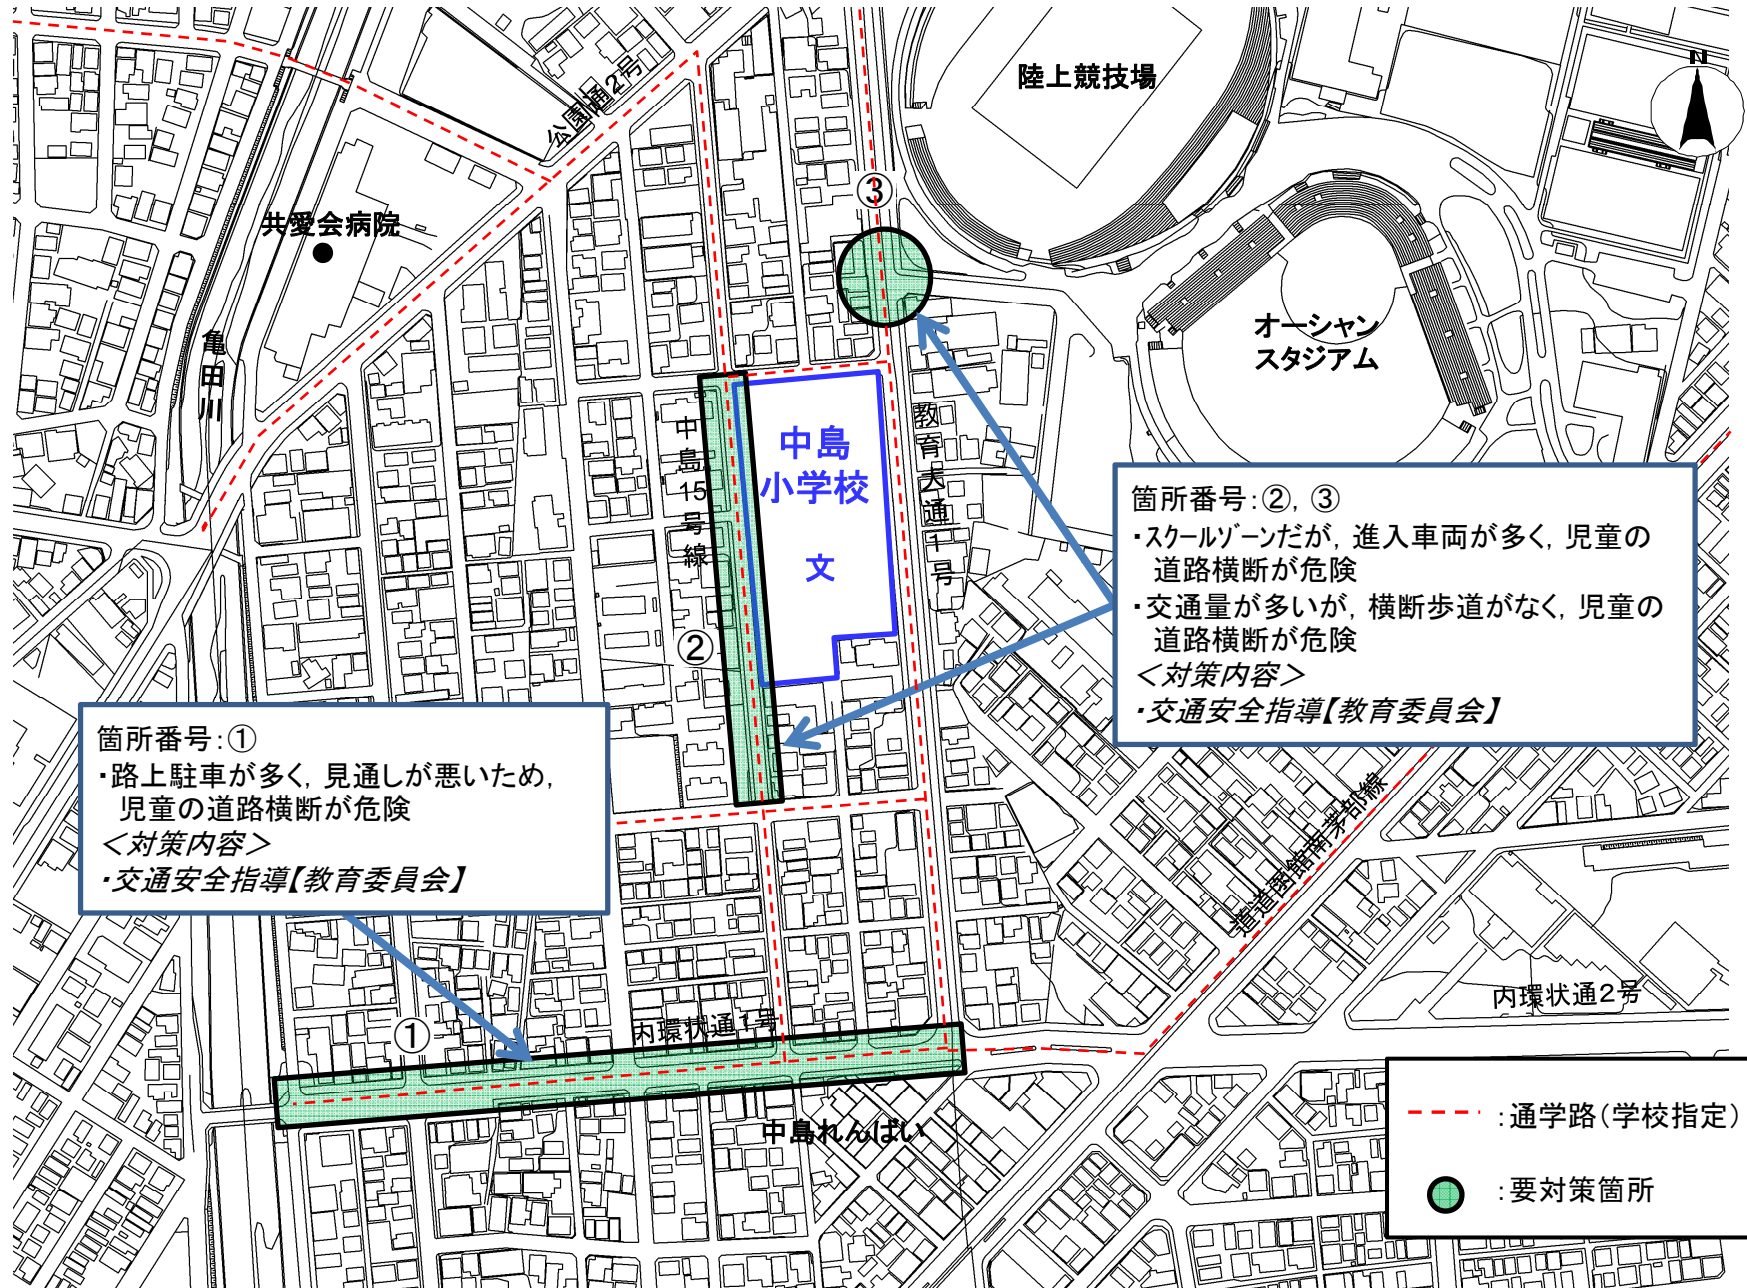 N
陸上競技場
公園通2号
③
共愛会病院
オーシャン
スタジアム
亀田川
中島15号線
中島
小学校
文
教育大通1号
箇所番号:②, ③
・スクールゾーンだが, 進入車両が多く, 児童の
道路横断が危険
・交通量が多いが, 横断歩道がなく, 児童の
道路横断が危険
＜対策内容＞
・交通安全指導【教育委員会】
②
箇所番号:①
・路上駐車が多く, 見通しが悪いため,
児童の道路横断が危険
＜対策内容＞
・交通安全指導【教育委員会】
道道函館南茅部線
内環状通2号
①
内環状通1号
中島れんばい
:通学路(学校指定)
:要対策箇所